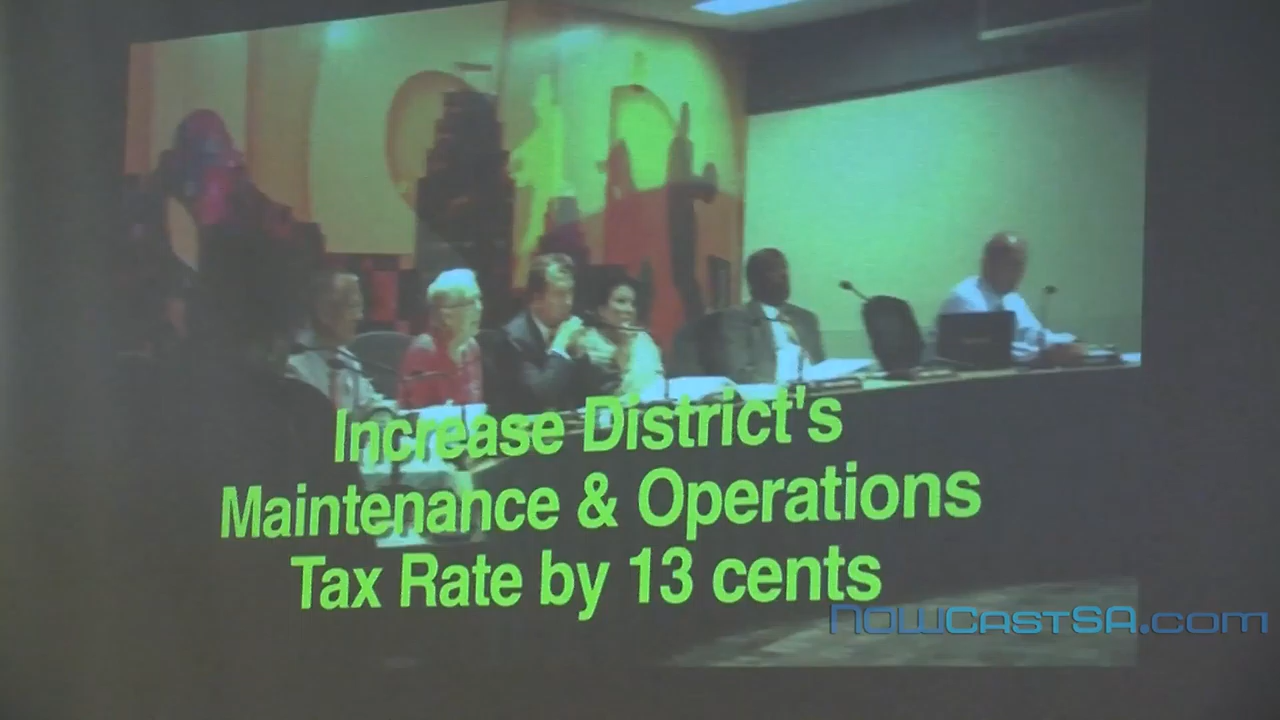 Increase District's
Maintenance & Operations
Tax Rate by 13 cents
NOWCastSA.com